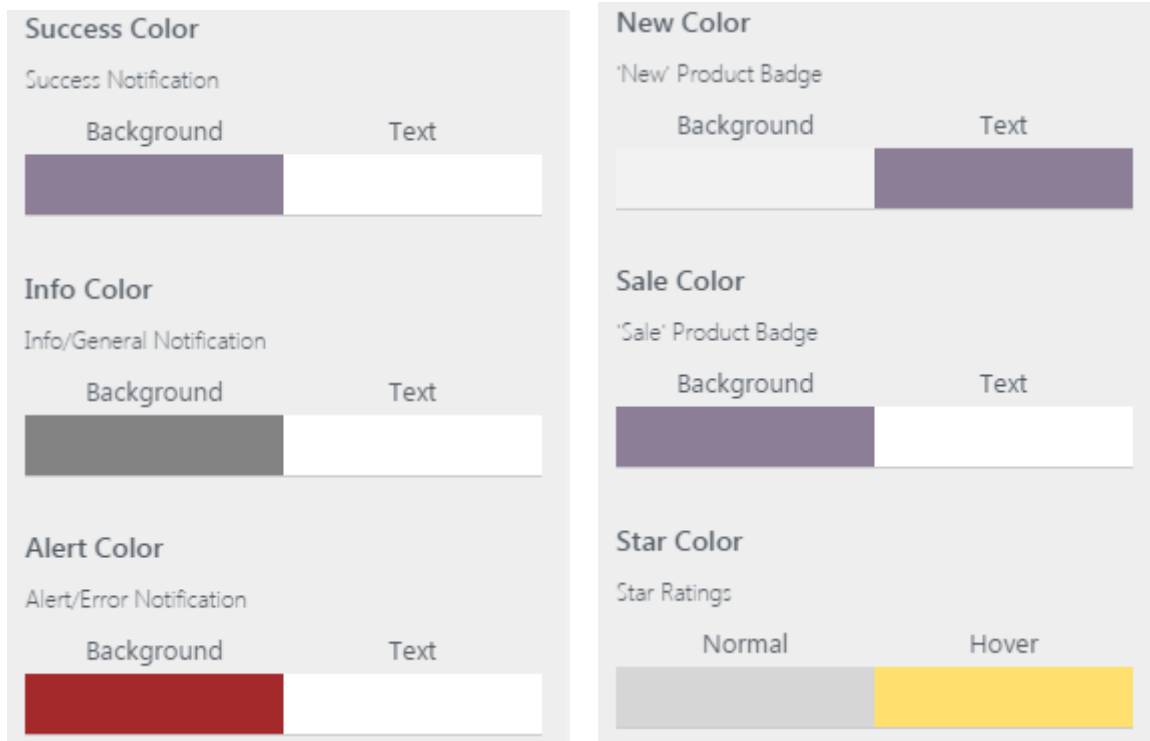 Success Color
Success Notification
Background Text
Info Color
Info/General Notification
Background Text
Alert Color
Alert/Error Notification
Background Text
New Color
'New' Product Badge
Background Text
Sale Color
'Sale' Product Badge
Background Text
Star Color
Star Ratings
Normal Hover